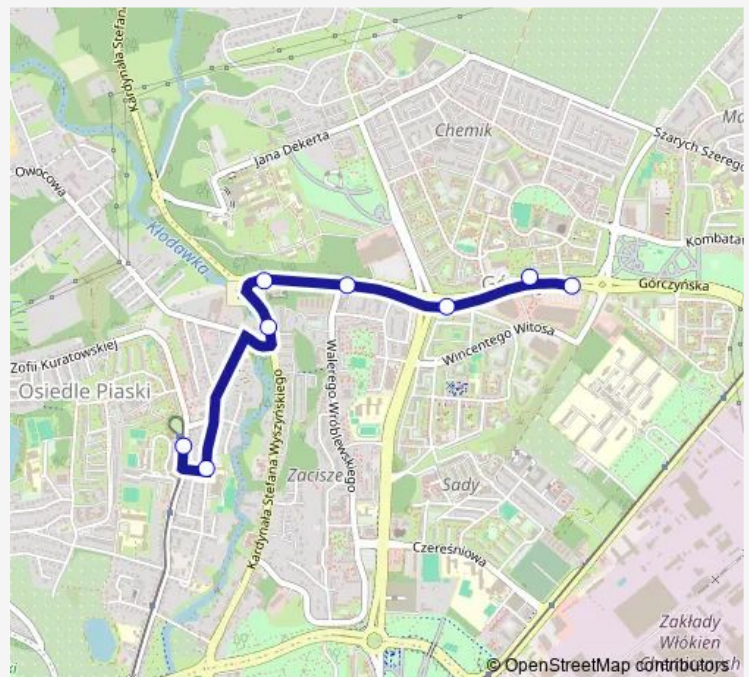 Kardynała Stefana
Chemik
Szarych Szereg
Jana Dekerta
Owocowa
Kłodawka
Kombatan
Górczyńska
Wincentego Witosa
Zofii Kuratowskiej
Osiedle Piaski
Walerego Wróblewskiego
Kardynała Stefana Wyszyńskiego
Zacisze
Sady
Czereśniowa
Zakłady
Włókien
© OpenStreetMap contributors